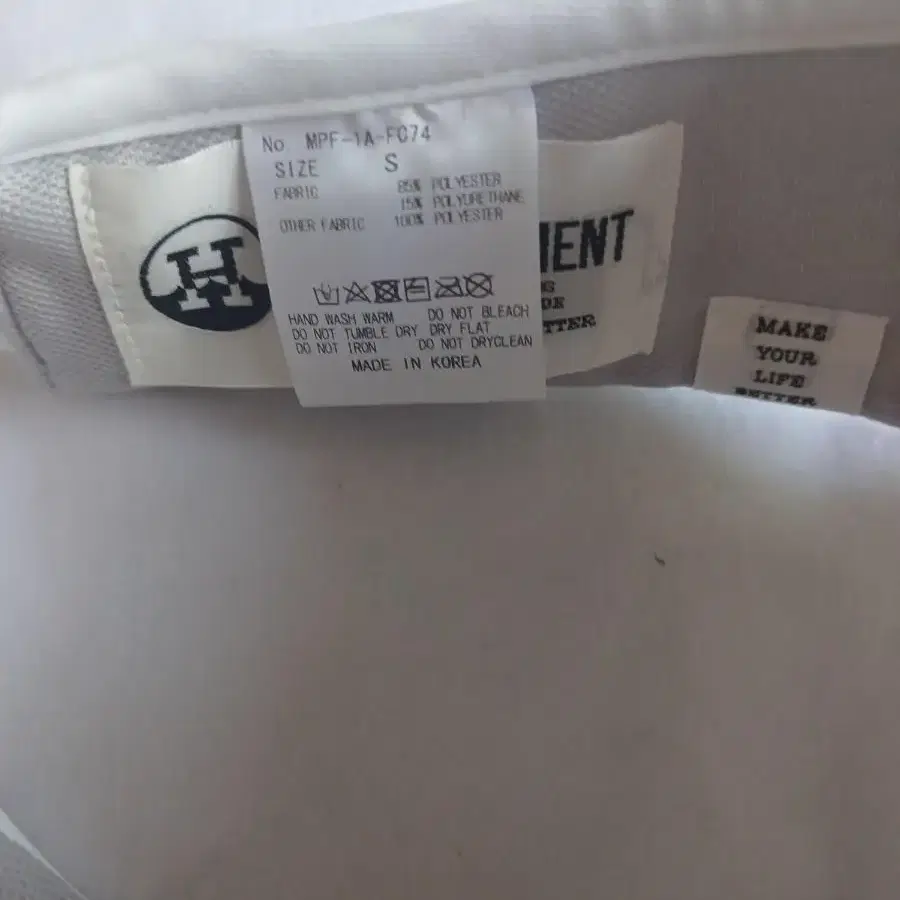 No MPF-1A-FC74
SIZE S
FABRIC 85% POLYESTER
15% POLYURETHANE
OTHER FABRIC 100% POLYESTER
HAND WASH WARM DO NOT BLEACH
DO NOT TUMBLE DRY DRY FLAT
DO NOT IRON DO NOT DRYCLEAN
MADE IN KOREA
H
MENT
MAKE
YOUR
LIFE
BETTER